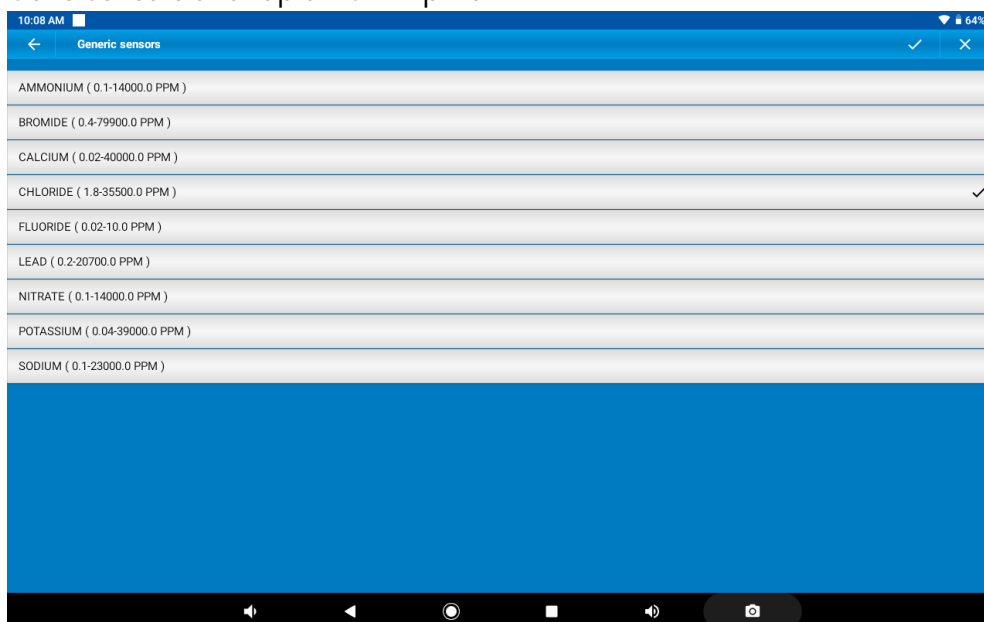 10:08 AM
64%
Generic sensors
AMMONIUM ( 0.1-14000.0 PPM )
BROMIDE ( 0.4-79900.0 PPM )
CALCIUM ( 0.02-40000.0 PPM )
CHLORIDE ( 1.8-35500.0 PPM )
FLUORIDE ( 0.02-10.0 PPM )
LEAD ( 0.2-20700.0 PPM )
NITRATE ( 0.1-14000.0 PPM )
POTASSIUM ( 0.04-39000.0 PPM )
SODIUM ( 0.1-23000.0 PPM )